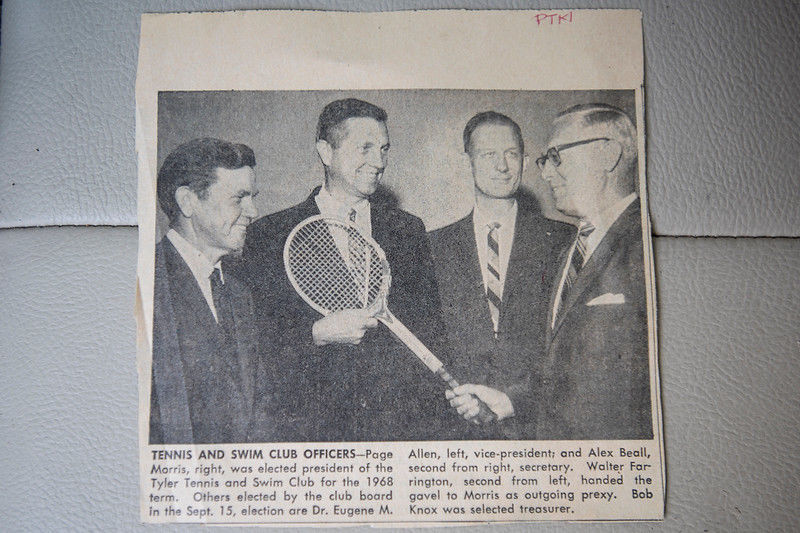 PTK1
TENNIS AND SWIM CLUB OFFICERS—Page
Morris, right, was elected president of the
Tyler Tennis and Swim Club for the 1968
term. Others elected by the club board
in the Sept. 15, election are Dr. Eugene M.
Allen, left, vice-president; and Alex Beall,
second from right, secretary. Walter Far-
rington, second from left, handed the
gavel to Morris as outgoing prexy. Bob
Knox was selected treasurer.